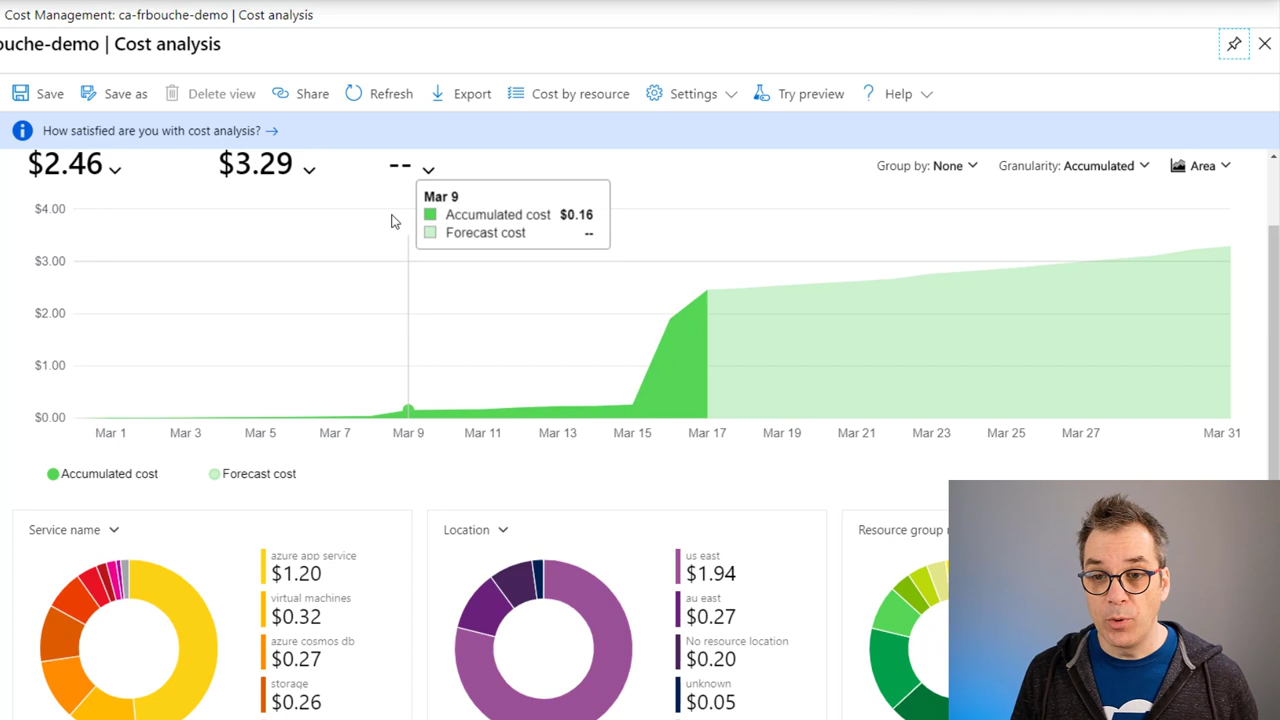 Cost Management: ca-frbouche-demo | Cost analysis
ouche-demo | Cost analysis
Save Save as Delete view Share Refresh Export Cost by resource Settings Try preview Help
How satisfied are you with cost analysis? →
$2.46 $3.29 -- Group by: None Granularity: Accumulated Area
Mar 9
Accumulated cost $0.16
Forecast cost --
$4.00
$3.00
$2.00
$1.00
$0.00
Mar 1 Mar 3 Mar 5 Mar 7 Mar 9 Mar 11 Mar 13 Mar 15 Mar 17 Mar 19 Mar 21 Mar 23 Mar 25 Mar 27 Mar 31
Accumulated cost Forecast cost
Service name
azure app service
$1.20
virtual machines
$0.32
azure cosmos db
$0.27
storage
$0.26
Location
us east
$1.94
au east
$0.27
No resource location
$0.20
unknown
$0.05
Resource group